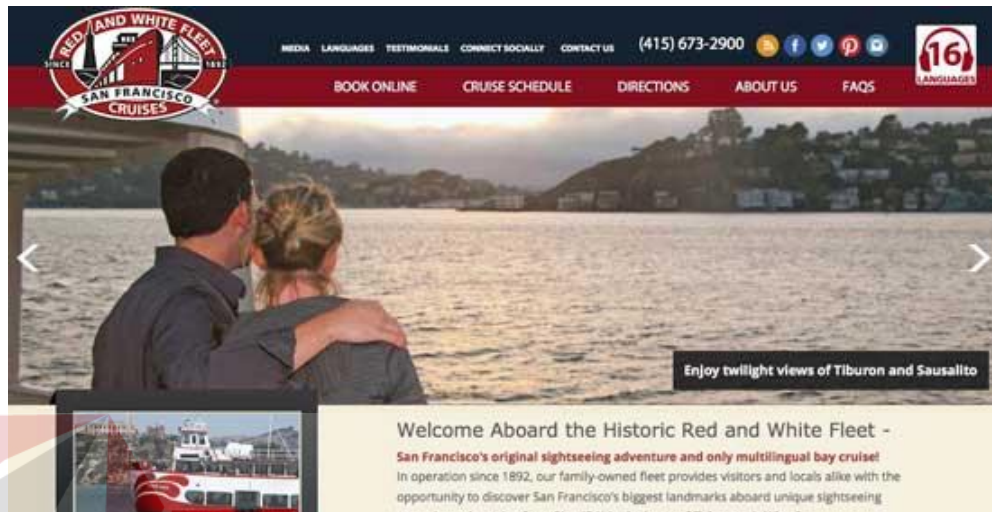 RED AND WHITE FLEET
SINCE 1892
SAN FRANCISCO
CRUISES
MEDIA LANGUAGES TESTIMONIALS CONNECT SOCIALLY CONTACT US (415) 673-2900
16
LANGUAGES
BOOK ONLINE CRUISE SCHEDULE DIRECTIONS ABOUT US FAQS
Enjoy twilight views of Tiburon and Sausalito
Welcome Aboard the Historic Red and White Fleet -
San Francisco's original sightseeing adventure and only multilingual bay cruise!
In operation since 1892, our family-owned fleet provides visitors and locals alike with the
opportunity to discover San Francisco's biggest landmarks aboard unique sightseeing